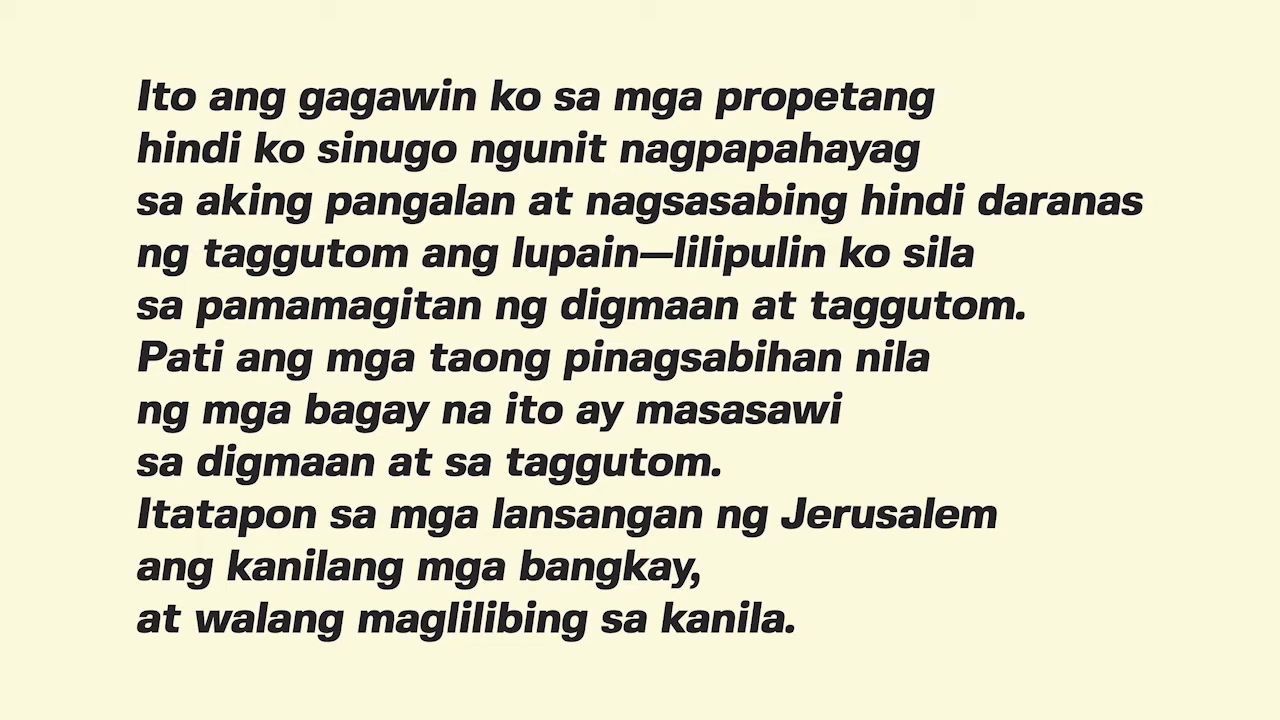 Ito ang gagawin ko sa mga propetang
hindi ko sinugo ngunit nagpapahayag
sa aking pangalan at nagsasabing hindi daranas
ng taggutom ang lupain—lilipulin ko sila
sa pamamagitan ng digmaan at taggutom.
Pati ang mga taong pinagsabihan nila
ng mga bagay na ito ay masasawi
sa digmaan at sa taggutom.
Itatapon sa mga lansangan ng Jerusalem
ang kanilang mga bangkay,
at walang maglilibing sa kanila.